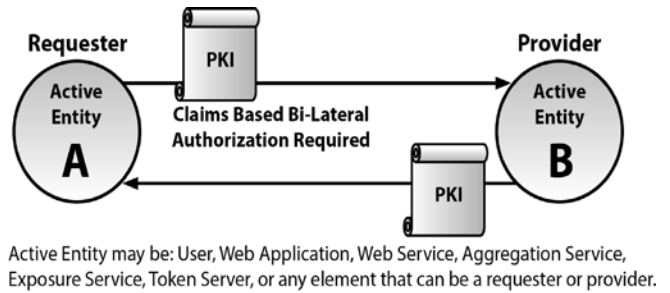 Requester
Provider
PKI
Active
Entity
A
Active
Entity
B
Claims Based Bi-Lateral
Authorization Required
PKI
Active Entity may be: User, Web Application, Web Service, Aggregation Service,
Exposure Service, Token Server, or any element that can be a requester or provider.